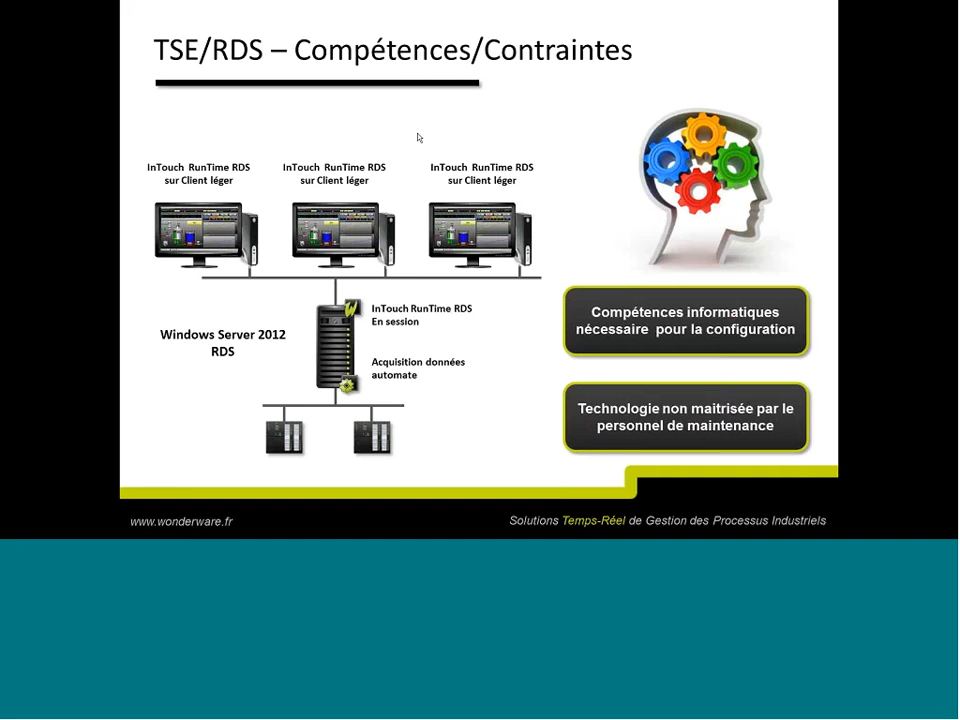 TSE/RDS – Compétences/Contraintes
InTouch RunTime RDS
sur Client léger
InTouch RunTime RDS
sur Client léger
InTouch RunTime RDS
sur Client léger
InTouch RunTime RDS
En session
Windows Server 2012
RDS
Acquisition données
automate
Compétences informatiques
nécessaire pour la configuration
Technologie non maitrisée par le
personnel de maintenance
www.wonderware.fr
Solutions Temps-Réel de Gestion des Processus Industriels